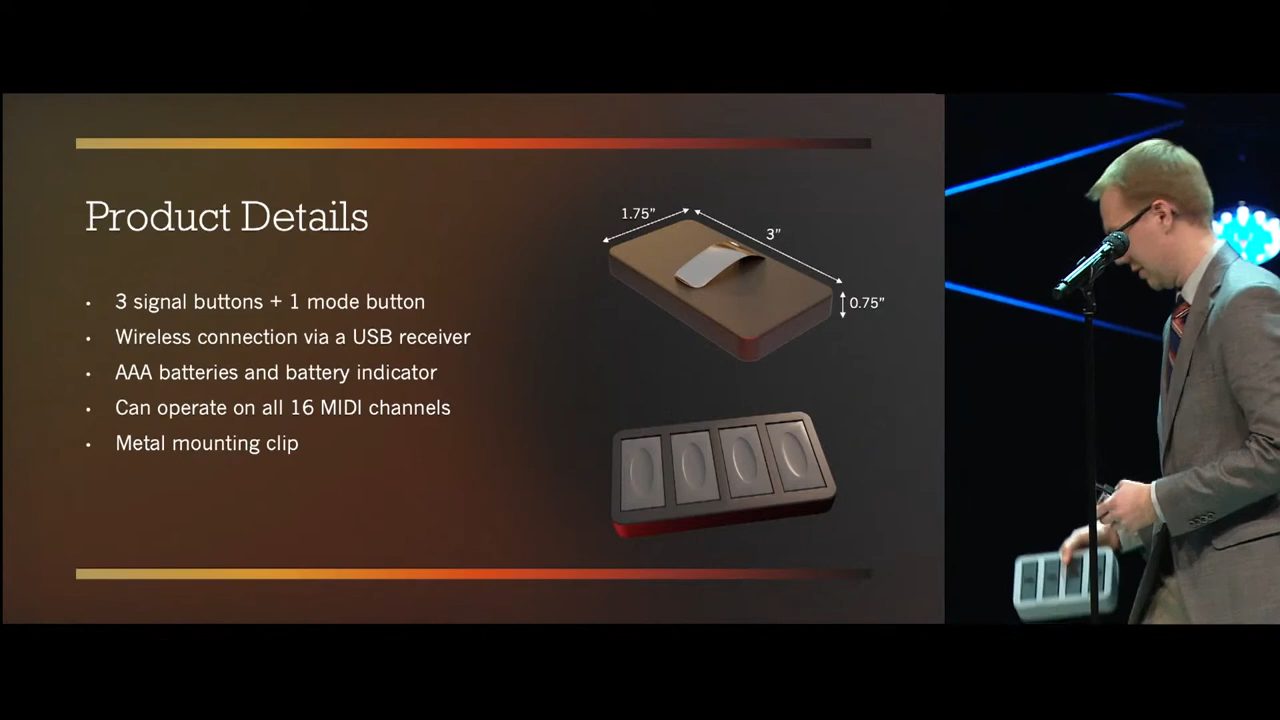 Product Details
• 3 signal buttons + 1 mode button
• Wireless connection via a USB receiver
• AAA batteries and battery indicator
• Can operate on all 16 MIDI channels
• Metal mounting clip
1.75”
3”
0.75”